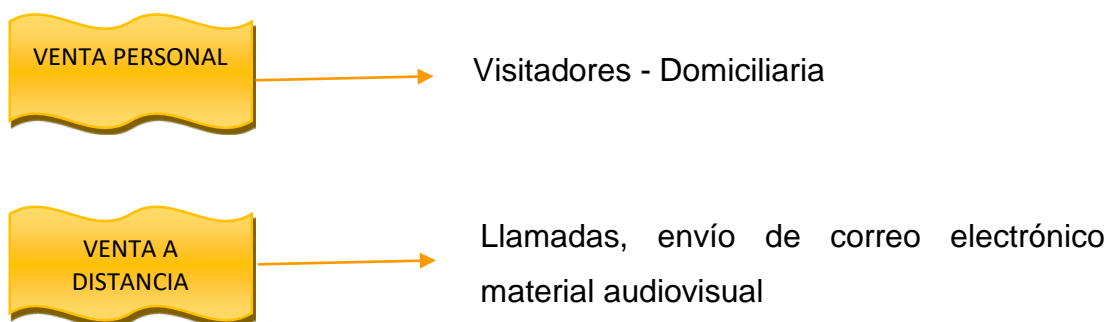 VENTA PERSONAL
Visitadores - Domiciliaria
VENTA A
DISTANCIA
Llamadas, envío de correo electrónico
material audiovisual